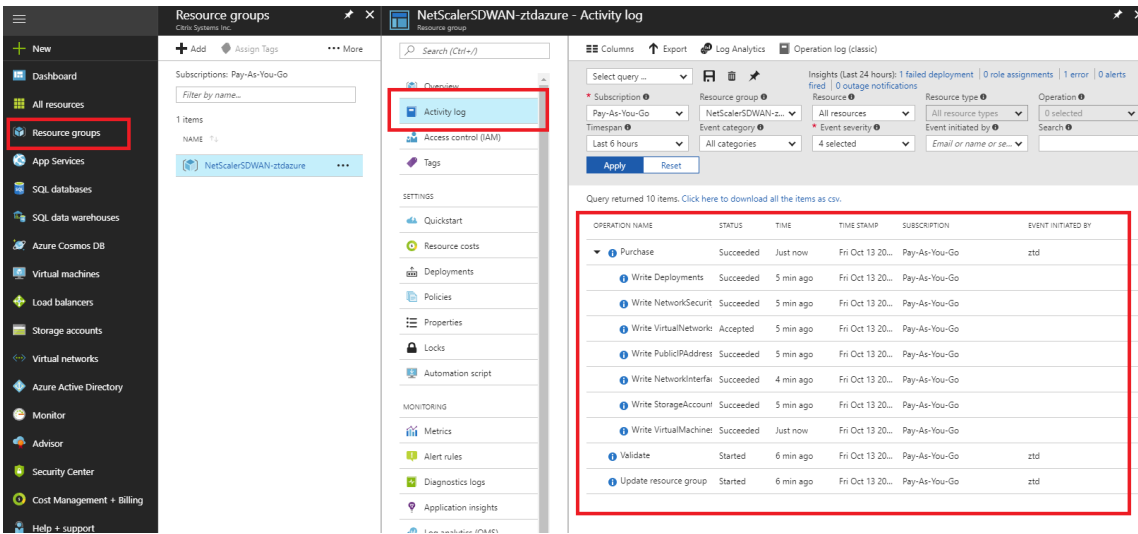 Resource groups
Citrix Systems Inc.
NetScalerSDWAN-ztdazure - Activity log
Resource group
New
Dashboard
All resources
Resource groups
App Services
SQL databases
SQL data warehouses
Azure Cosmos DB
Virtual machines
Load balancers
Storage accounts
Virtual networks
Azure Active Directory
Monitor
Advisor
Security Center
Cost Management + Billing
Help + support
Add Assign Tags ••• More
Subscriptions: Pay-As-You-Go
Filter by name...
1 items
NAME
NetScalerSDWAN-ztdazure •••
Search (Ctrl+/)
Overview
Activity log
Access control (IAM)
Tags
SETTINGS
Quickstart
Resource costs
Deployments
Policies
Properties
Locks
Automation script
MONITORING
Metrics
Alert rules
Diagnostics logs
Application insights
Log analytics (OMS)
Columns Export Log Analytics Operation log (classic)
Select query ...
Insights (Last 24 hours): 1 failed deployment | 0 role assignments | 1 error | 0 alerts
fired | 0 outage notifications
* Subscription Resource group Resource Resource type Operation
Pay-As-You-Go NetScalerSDWAN-z... All resources All resource types 0 selected
Timespan Event category * Event severity Event initiated by Search
Last 6 hours All categories 4 selected Email or name or se...
Apply Reset
Query returned 10 items. Click here to download all the items as csv.
OPERATION NAME STATUS TIME TIME STAMP SUBSCRIPTION EVENT INITIATED BY
Purchase Succeeded Just now Fri Oct 13 20... Pay-As-You-Go ztd
Write Deployments Succeeded 5 min ago Fri Oct 13 20... Pay-As-You-Go
Write NetworkSecurit Succeeded 5 min ago Fri Oct 13 20... Pay-As-You-Go
Write VirtualNetwork: Accepted 5 min ago Fri Oct 13 20... Pay-As-You-Go
Write PublicIPAddress Succeeded 5 min ago Fri Oct 13 20... Pay-As-You-Go
Write NetworkInterfac Succeeded 4 min ago Fri Oct 13 20... Pay-As-You-Go
Write StorageAccount Succeeded 5 min ago Fri Oct 13 20... Pay-As-You-Go
Write VirtualMachine: Succeeded Just now Fri Oct 13 20... Pay-As-You-Go
Validate Started 6 min ago Fri Oct 13 20... Pay-As-You-Go ztd
Update resource group Started 6 min ago Fri Oct 13 20... Pay-As-You-Go ztd